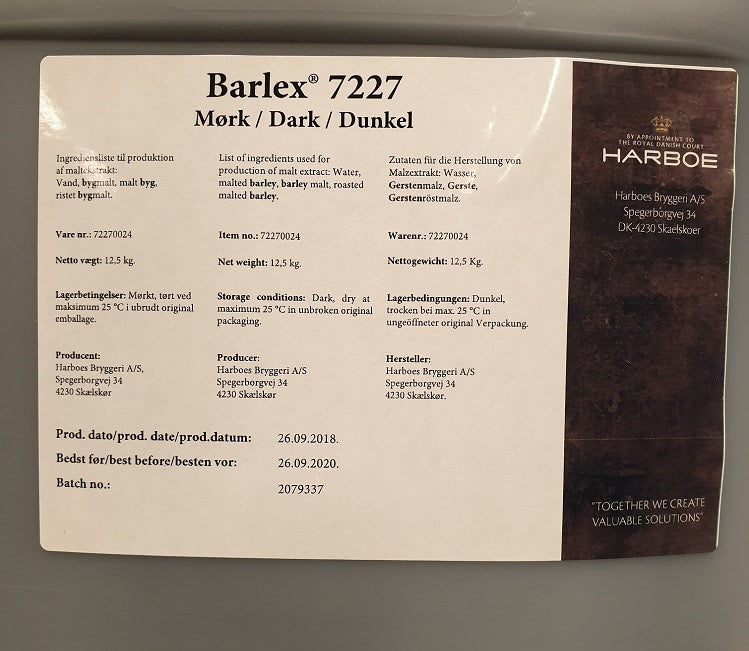 Barlex® 7227
Mørk / Dark / Dunkel
Ingrediensliste til produktion
af maltekstrakt:
Vand, bygmalt, malt byg,
ristet bygmalt.
List of ingredients used for
production of malt extract: Water,
malted barley, barley malt, roasted
malted barley.
Zutaten für die Herstellung von
Malzextrakt: Wasser,
Gerstenmalz, Gerste,
Gerstenröstmalz.
Vare nr.: 72270024
Item no.: 72270024
Warenr.: 72270024
Netto vægt: 12,5 kg.
Net weight: 12,5 kg.
Nettogewicht: 12,5 Kg.
Lagerbetingelser: Mørkt, tørt ved
maksimum 25 °C i ubrudt original
emballage.
Storage conditions: Dark, dry at
maximum 25 °C in unbroken original
packaging.
Lagerbedingungen: Dunkel,
trocken bei max. 25 °C in
ungeöffneter original Verpackung.
Producent:
Harboes Bryggeri A/S,
Spegerborgvej 34
4230 Skælskør
Producer:
Harboes Bryggeri A/S
Spegerborgvej 34
4230 Skælskør
Hersteller:
Harboes Bryggeri A/S
Spegerborgvej 34
4230 Skælskør.
Prod. dato/prod. date/prod.datum: 26.09.2018.
Bedst før/best before/besten vor: 26.09.2020.
Batch no.: 2079337
BY APPOINTMENT TO
THE ROYAL DANISH COURT
HARBOE
Harboes Bryggeri A/S
Spegerborgvej 34
DK-4230 Skaelskoer
"TOGETHER WE CREATE
VALUABLE SOLUTIONS"